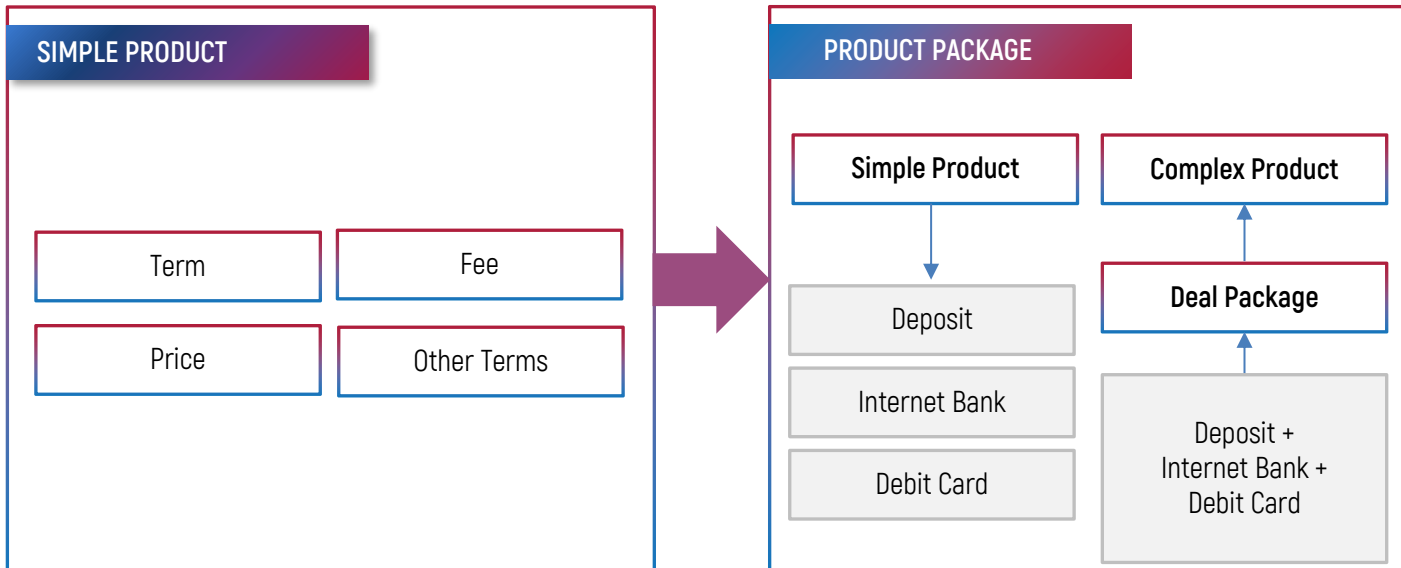 SIMPLE PRODUCT
Term
Fee
Price
Other Terms
PRODUCT PACKAGE
Simple Product
Deposit
Internet Bank
Debit Card
Complex Product
Deal Package
Deposit +
Internet Bank +
Debit Card